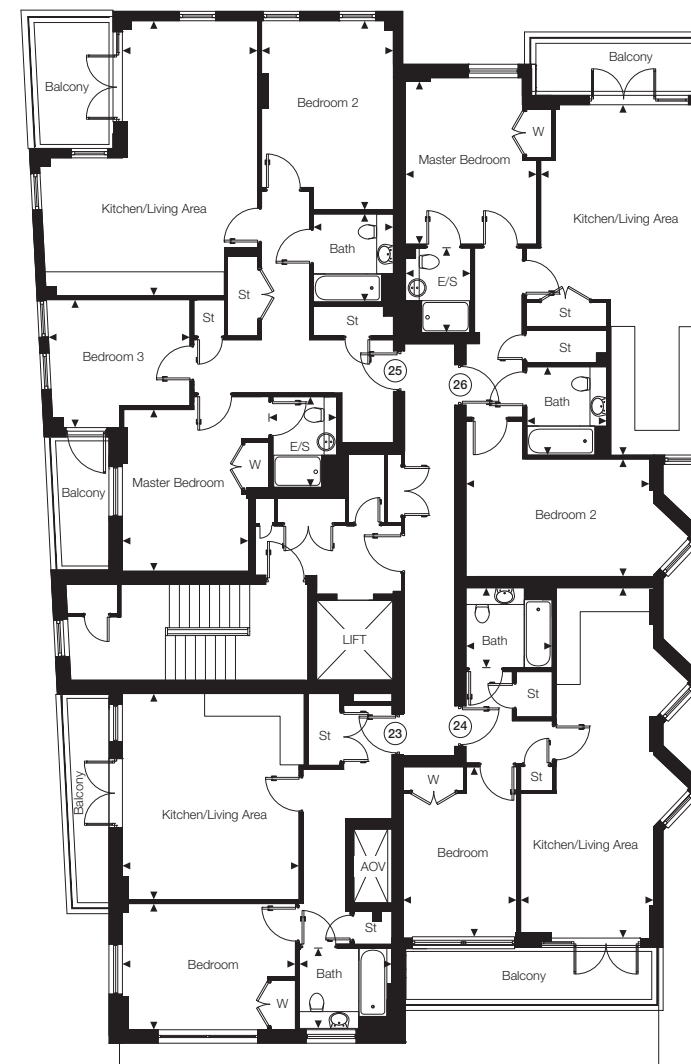 Balcony
Bedroom 2
Balcony
Master Bedroom
W
Kitchen/Living Area
Kitchen/Living Area
Bath
E/S
St
St
St
St
Bedroom 3
St
25
26
Bath
E/S
W
Master Bedroom
Balcony
Bedroom 2
LIFT
Bath
St
23
24
St
Balcony
Kitchen/Living Area
W
St
Kitchen/Living Area
Bedroom
AOV
St
Bedroom
Bath
W
Balcony